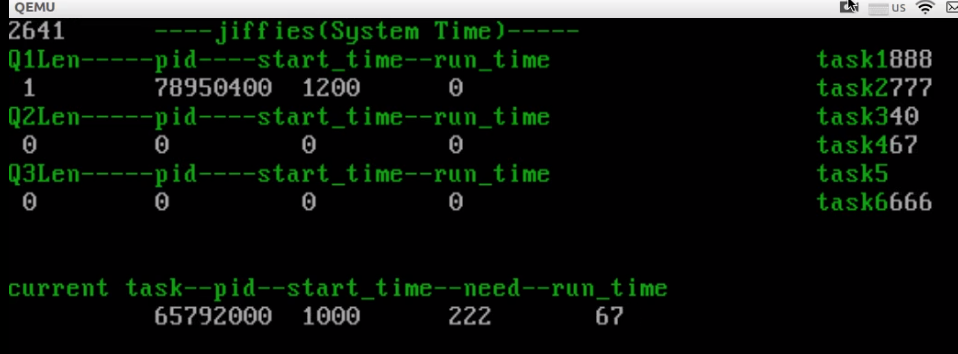 QEMU US
2641 ----jiffies(System Time)-----
Q1Len-----pid----start_time--run_time task1888
1 78950400 1200 0 task2777
Q2Len-----pid----start_time--run_time task340
0 0 0 0 task467
Q3Len-----pid----start_time--run_time task5
0 0 0 0 task6666
current task--pid--start_time--need--run_time
65792000 1000 222 67